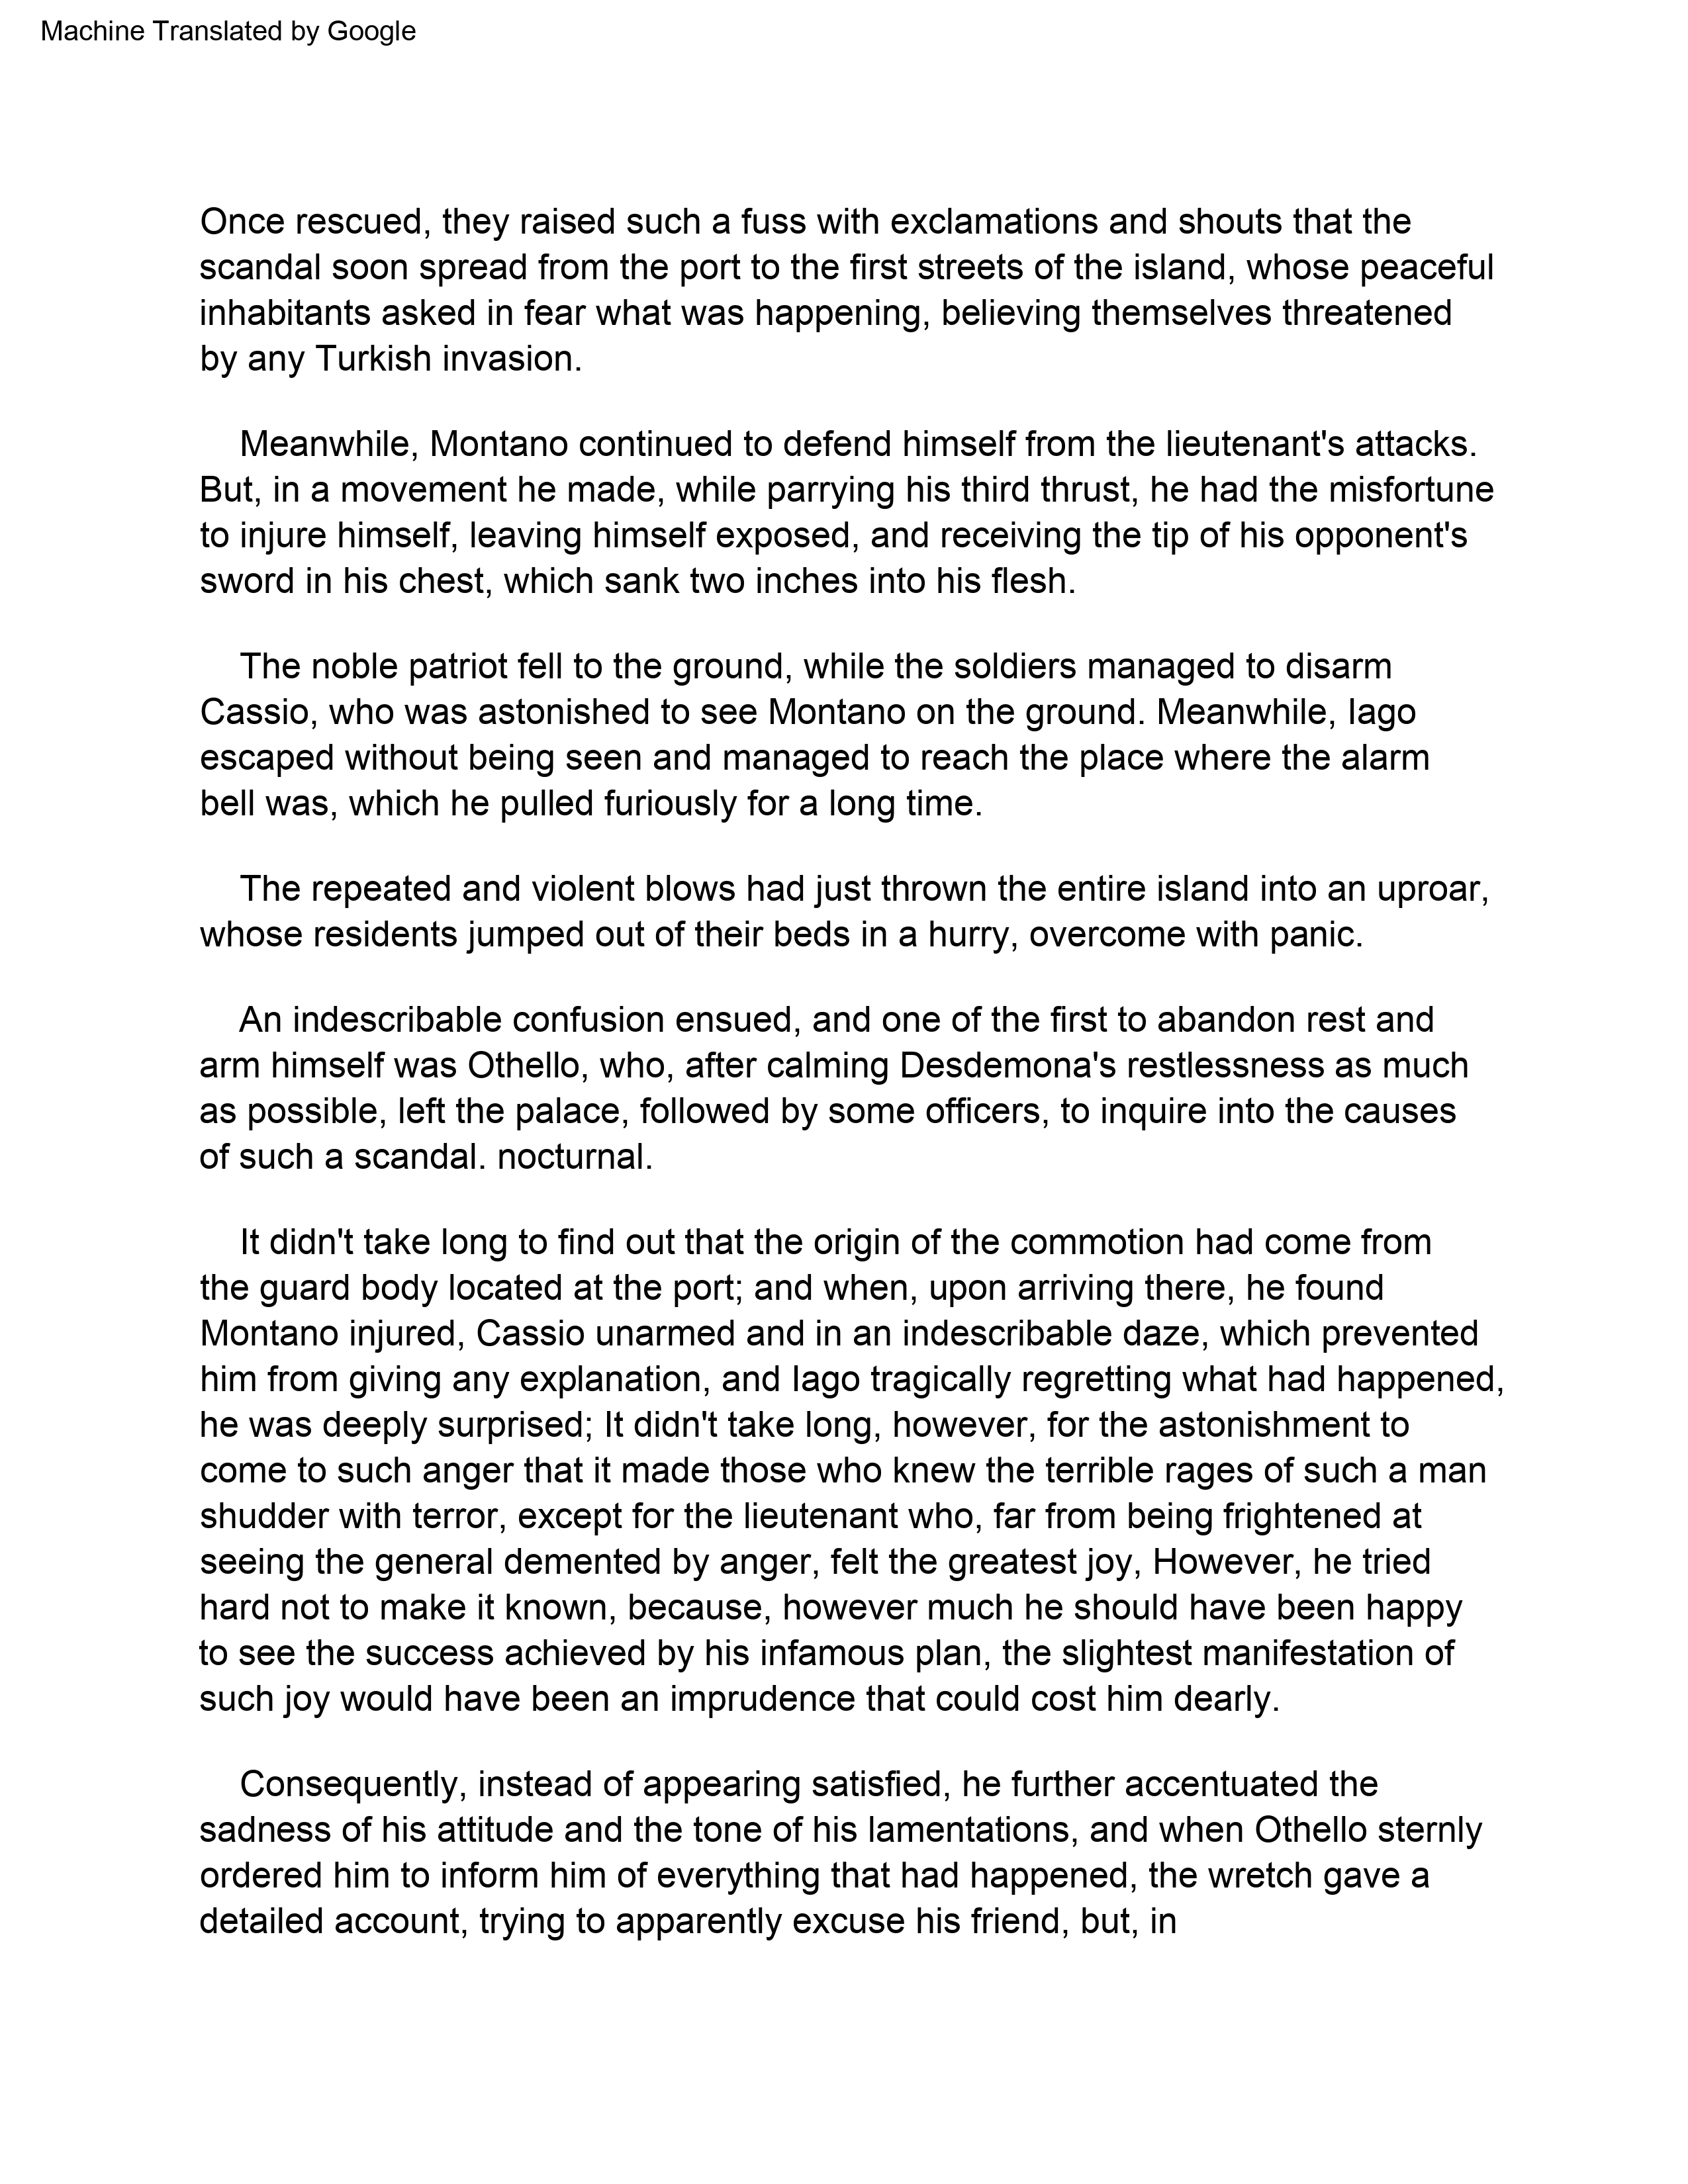 Machine Translated by Google
Once rescued, they raised such a fuss with exclamations and shouts that the
scandal soon spread from the port to the first streets of the island, whose peaceful
inhabitants asked in fear what was happening, believing themselves threatened
by any Turkish invasion.
Meanwhile, Montano continued to defend himself from the lieutenant's attacks.
But, in a movement he made, while parrying his third thrust, he had the misfortune
to injure himself, leaving himself exposed, and receiving the tip of his opponent's
sword in his chest, which sank two inches into his flesh.
The noble patriot fell to the ground, while the soldiers managed to disarm
Cassio, who was astonished to see Montano on the ground. Meanwhile, Iago
escaped without being seen and managed to reach the place where the alarm
bell was, which he pulled furiously for a long time.
The repeated and violent blows had just thrown the entire island into an uproar,
whose residents jumped out of their beds in a hurry, overcome with panic.
An indescribable confusion ensued, and one of the first to abandon rest and
arm himself was Othello, who, after calming Desdemona's restlessness as much
as possible, left the palace, followed by some officers, to inquire into the causes
of such a scandal. nocturnal.
It didn't take long to find out that the origin of the commotion had come from
the guard body located at the port; and when, upon arriving there, he found
Montano injured, Cassio unarmed and in an indescribable daze, which prevented
him from giving any explanation, and Iago tragically regretting what had happened,
he was deeply surprised; It didn't take long, however, for the astonishment to
come to such anger that it made those who knew the terrible rages of such a man
shudder with terror, except for the lieutenant who, far from being frightened at
seeing the general demented by anger, felt the greatest joy, However, he tried
hard not to make it known, because, however much he should have been happy
to see the success achieved by his infamous plan, the slightest manifestation of
such joy would have been an imprudence that could cost him dearly.
Consequently, instead of appearing satisfied, he further accentuated the
sadness of his attitude and the tone of his lamentations, and when Othello sternly
ordered him to inform him of everything that had happened, the wretch gave a
detailed account, trying to apparently excuse his friend, but, in